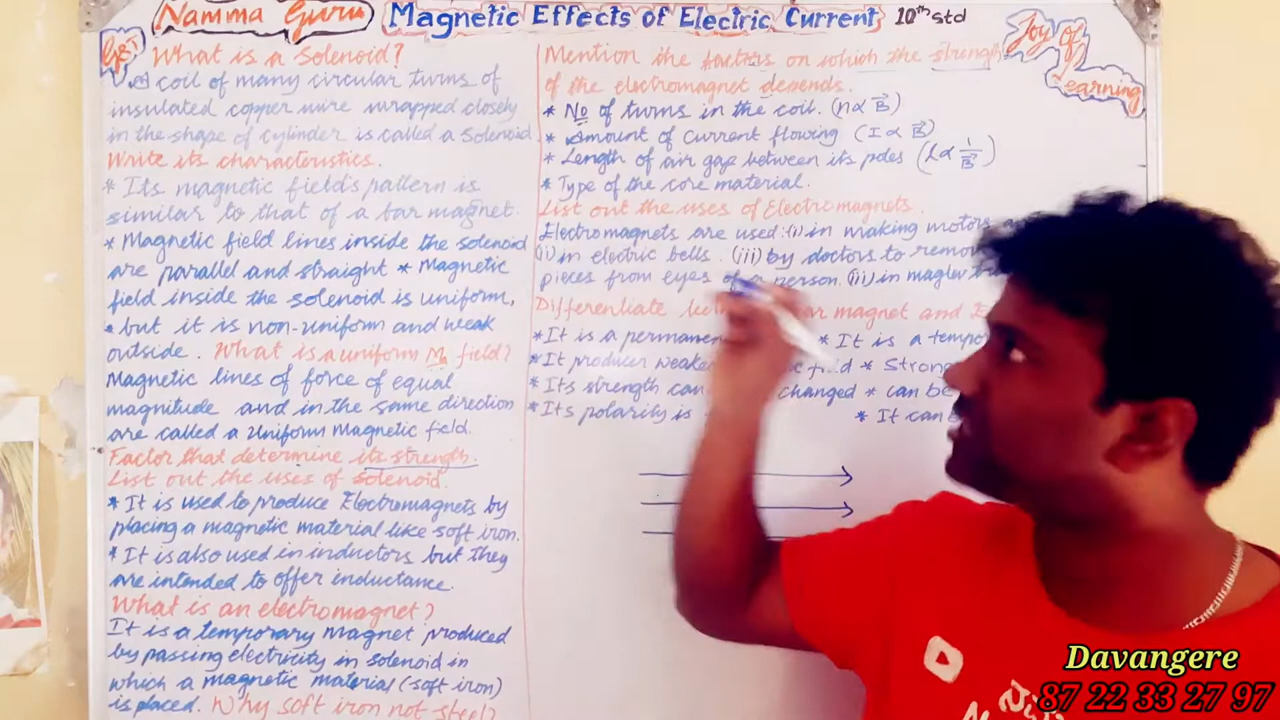 Namma Guru
Magnetic Effects of Electric Current 10th std
Joy of
Learning
What is a Solenoid?
A coil of many circular turns of
insulated copper wire wrapped closely
in the shape of cylinder is called a Solenoid
Write its characteristics.
* Its magnetic field's pattern is
similar to that of a bar magnet.
* Magnetic field lines inside the solenoid
are parallel and straight * Magnetic
field inside the solenoid is uniform,
* but it is non-uniform and weak
outside. What is a uniform M field?
Magnetic lines of force of equal
magnitude and in the same direction
are called a Uniform Magnetic field.
Factor that determine its strength.
List out the uses of solenoid.
* It is used to produce Electromagnets by
placing a magnetic material like soft iron.
* It is also used in inductors but they
are intended to offer inductance.
What is an electromagnet?
It is a temporary magnet produced
by passing electricity in solenoid in
which a magnetic material (soft iron)
is placed. Why soft iron not steel?
Mention the factors on which the strength
of the electromagnet depends.
* No of turns in the coil. (n∝ B⃗)
* Amount of current flowing (I ∝ B⃗)
* Length of air gap between its poles (l∝ 1/B⃗)
* Type of the core material.
List out the uses of Electromagnets.
Electromagnets are used: (i) in making motors
(ii) in electric bells. (iii) by doctors to remov
pieces from eyes of a person. (iv) in maglev
Differentiate magnet and
* It is a permanen * It is a tempo
* It producer weake * Strong
* Its strength can changed * can be
* Its polarity is * It can
Davangere
87 22 33 27 97